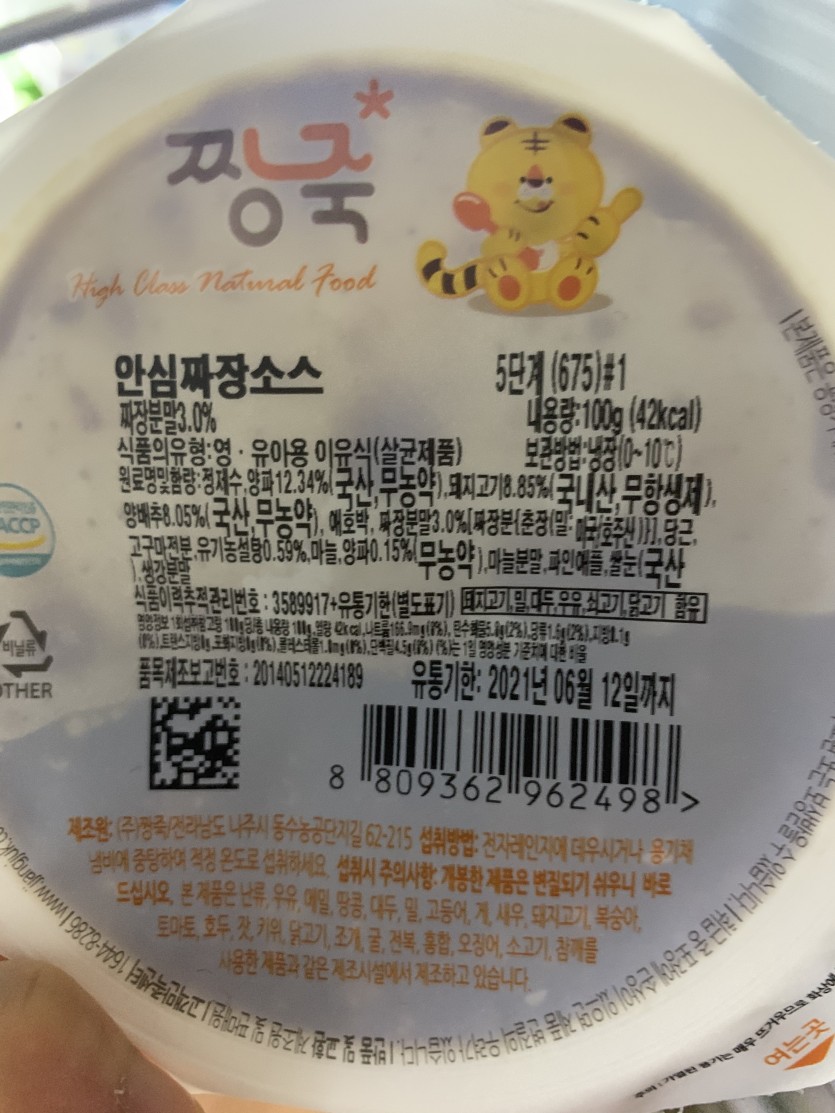 짱죽
High Class Natural Food
안심짜장소스
5단계 (675)#1
짜장분말3.0%
내용량:100g (42kcal)
식품의유형:영·유아용 이유식(살균제품)
보관방법:냉장(0~10℃)
원료명및함량:정제수,양파12.34%(국산,무농약),돼지고기8.85%(국내산,무항생제),
양배추8.05%(국산,무농약), 애호박, 짜장분말3.0%[짜장분{춘장(밀:미국(호주산))}],당근,
고구마전분,유기농설탕0.59%,마늘,양파0.15%(무농약),마늘분말,파인애플,쌀눈(국산
),생강분말
식품이력추적관리번호 : 3589917+유통기한(별도표기) 돼지고기,밀,대두,우유,쇠고기,닭고기 함유
품목제조보고번호 : 20140512224189
유통기한: 2021년 06월 12일까지
8 809362 962498 >
제조원: (주)짱죽/전라남도 나주시 동수농공단지길 62-215 섭취방법: 전자레인지에 데우시거나 용기째
냄비에 중탕하여 적정 온도로 섭취하세요. 섭취시 주의사항: 개봉한 제품은 변질되기 쉬우니 바로
드십시오. 본 제품은 난류, 우유, 메밀, 땅콩, 대두, 밀, 고등어, 게, 새우, 돼지고기, 복숭아,
토마토, 호두, 잣, 키위, 닭고기, 조개, 굴, 전복, 홍합, 오징어, 소고기, 참깨를
사용한 제품과 같은 제조시설에서 제조하고 있습니다.
ACCP
비닐류
OTHER
1644-8286
여는곳